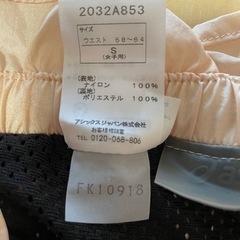 2032A853
サイズ
ウエスト 58~64
S
(女子用)
<表地>
ナイロン 100%
<裏地>
ポリエステル 100%
アシックスジャパン株式会社
お客様相談室
TEL 0120-068-806
FK10918